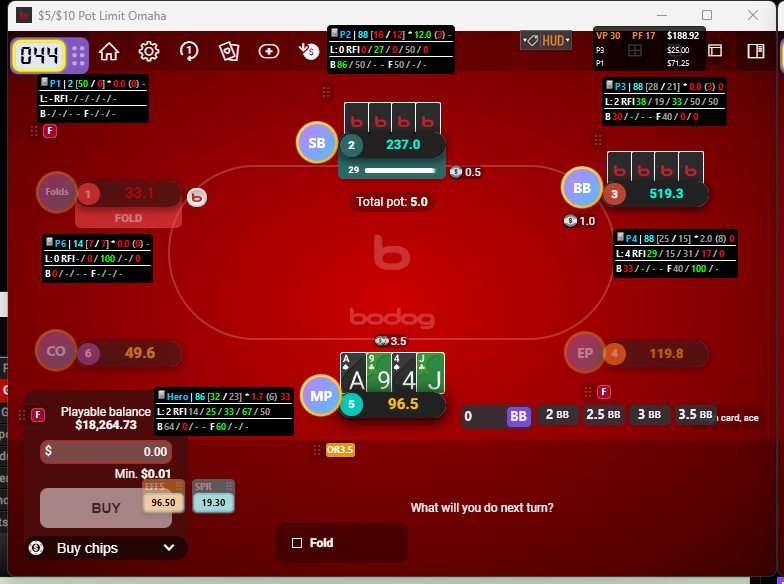 $5/$10 Pot Limit Omaha
044
1
HUD
P2 | 88 [18 / 12] * 12.0 (3) -
L: 0 RFI 0 / 27 / 0 / 50 / 0
B 86 / 50 / - - F 50 / - / -
VP 30 PF 17 $188.92
P3 $25.00
P1 $71.25
P1 | 2 [50 / 0] * 0.0 (0) -
L: - RFI - / - / - / - / -
B - / - / - - F - / - / -
F
P3 | 88 [28 / 21] * 0.8 (3) 0
L: 2 RFI 38 / 19 / 33 / 50 / 50
B 30 / - / - - F 40 / 0 / 0
SB
2
237.0
29
0.5
Total pot: 5.0
Folds
1
33.1
FOLD
b
BB
3
519.3
1.0
P6 | 14 [7 / 7] * 0.0 (0) -
L: 0 RFI - / 0 / 100 / - / 0
B 0 / - / - - F - / - / -
P4 | 88 [25 / 15] * 2.0 (8) 0
L: 4 RFI 29 / 15 / 31 / 17 / 0
B 33 / - / - - F 40 / 100 / -
b
bodog
3.5
CO
6
49.6
EP
4
119.8
A
9
4
J
A 9 4 J
MP
5
96.5
Hero | 86 [32 / 23] * 1.7 (6) 33
L: 2 RFI 14 / 25 / 33 / 67 / 50
B 64 / 0 / - - F 60 / - / -
F
F
Playable balance
$18,264.73
0
BB
2 BB
2.5 BB
3 BB
3.5 BB
card, ace
$ 0.00
OR3.5
Min. $0.01
EFFS
96.50
SPR
19.30
BUY
What will you do next turn?
Buy chips
Fold